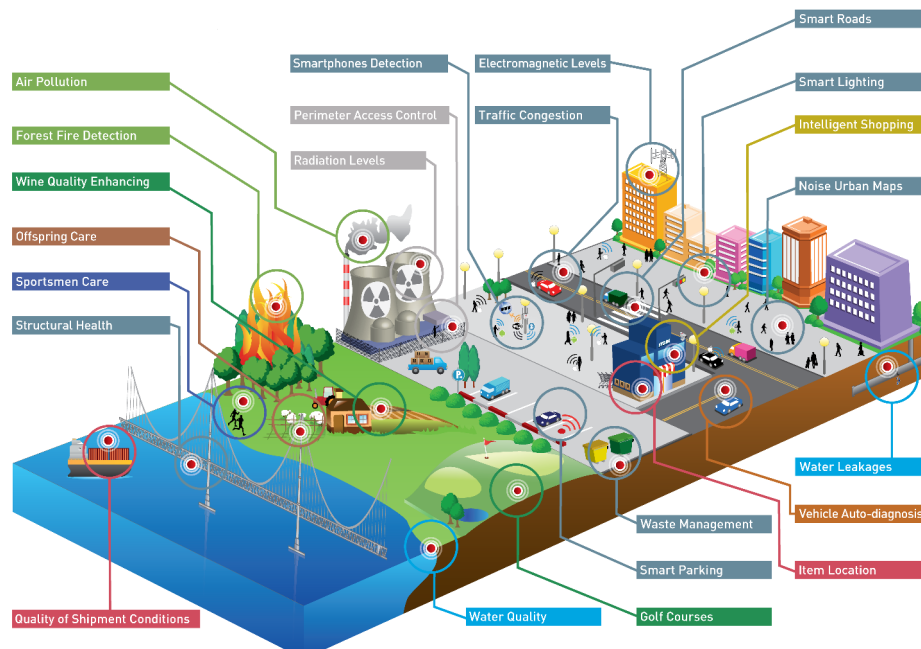 Smart Roads
Smartphones Detection
Electromagnetic Levels
Air Pollution
Smart Lighting
Perimeter Access Control
Traffic Congestion
Intelligent Shopping
Forest Fire Detection
Radiation Levels
Wine Quality Enhancing
Noise Urban Maps
Offspring Care
Sportsmen Care
Structural Health
P
Water Leakages
Vehicle Auto-diagnosis
Waste Management
Smart Parking
Item Location
Quality of Shipment Conditions
Water Quality
Golf Courses